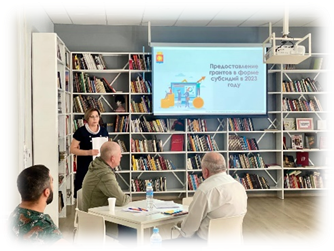 Предоставление
грантов в форме
субсидий в 2023
году